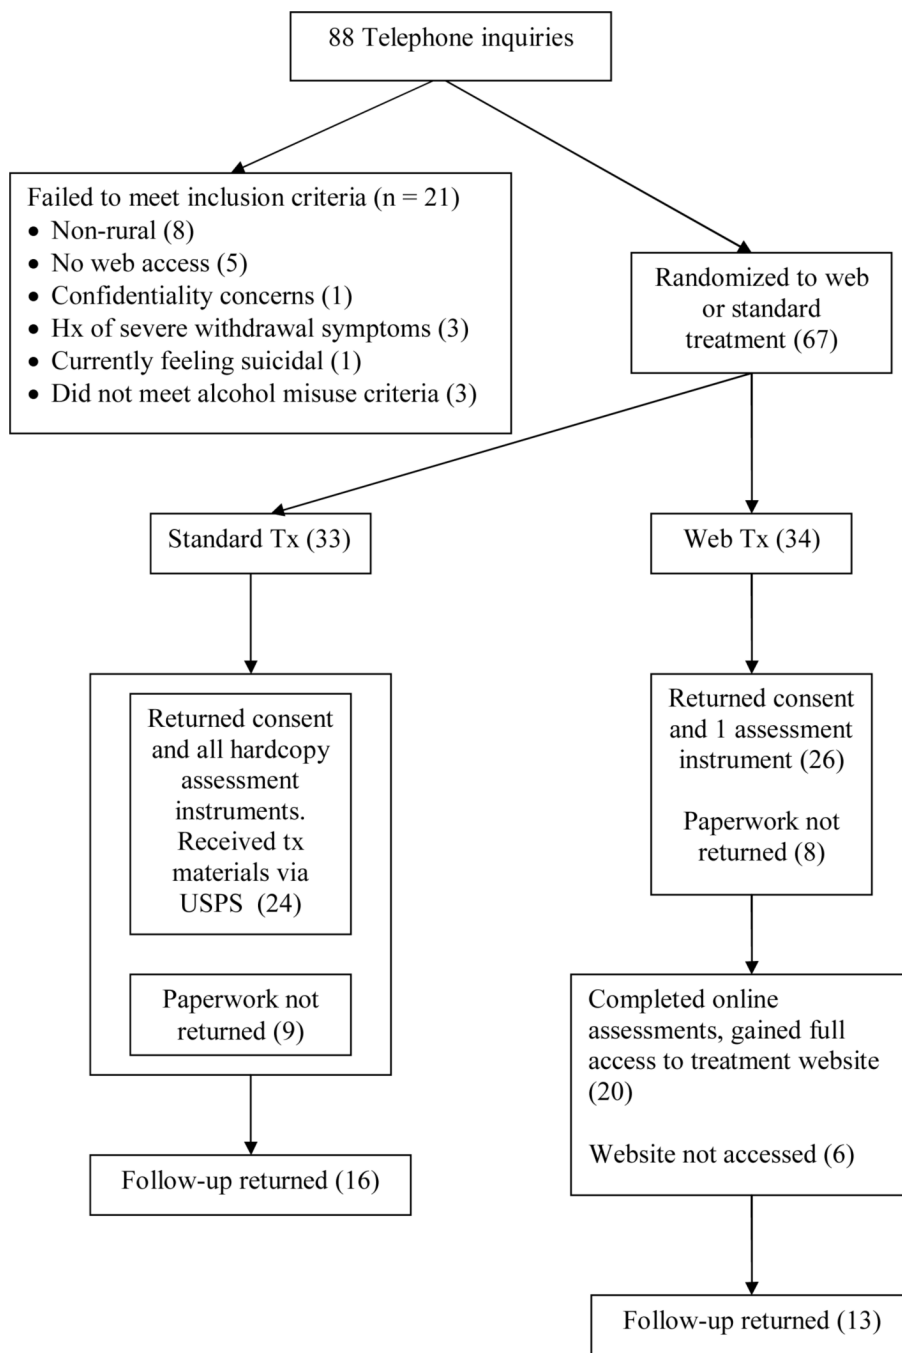 88 Telephone inquiries
Failed to meet inclusion criteria (n = 21)
• Non-rural (8)
• No web access (5)
• Confidentiality concerns (1)
• Hx of severe withdrawal symptoms (3)
• Currently feeling suicidal (1)
• Did not meet alcohol misuse criteria (3)
Randomized to web
or standard
treatment (67)
Standard Tx (33)
Web Tx (34)
Returned consent
and all hardcopy
assessment
instruments.
Received tx
materials via
USPS (24)
Paperwork not
returned (9)
Follow-up returned (16)
Returned consent
and 1 assessment
instrument (26)
Paperwork not
returned (8)
Completed online
assessments, gained full
access to treatment website
(20)
Website not accessed (6)
Follow-up returned (13)